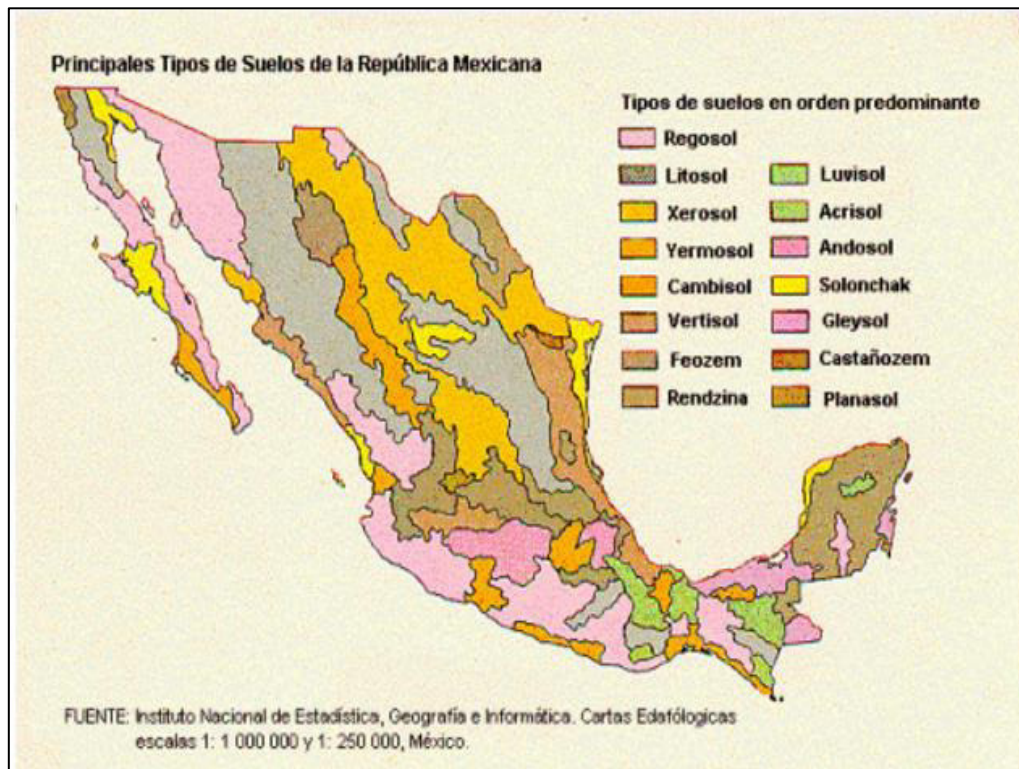 Principales Tipos de Suelos de la República Mexicana
Tipos de suelos en orden predominante
Regosol
Litosol
Luvisol
Xerosol
Acrisol
Yermosol
Andosol
Cambisol
Solonchak
Vertisol
Gleysol
Feozem
Castañozem
Rendzina
Planasol
FUENTE: Instituto Nacional de Estadística, Geografía e Informática. Cartas Edafólogicas
escalas 1: 1 000 000 y 1: 250 000, México.